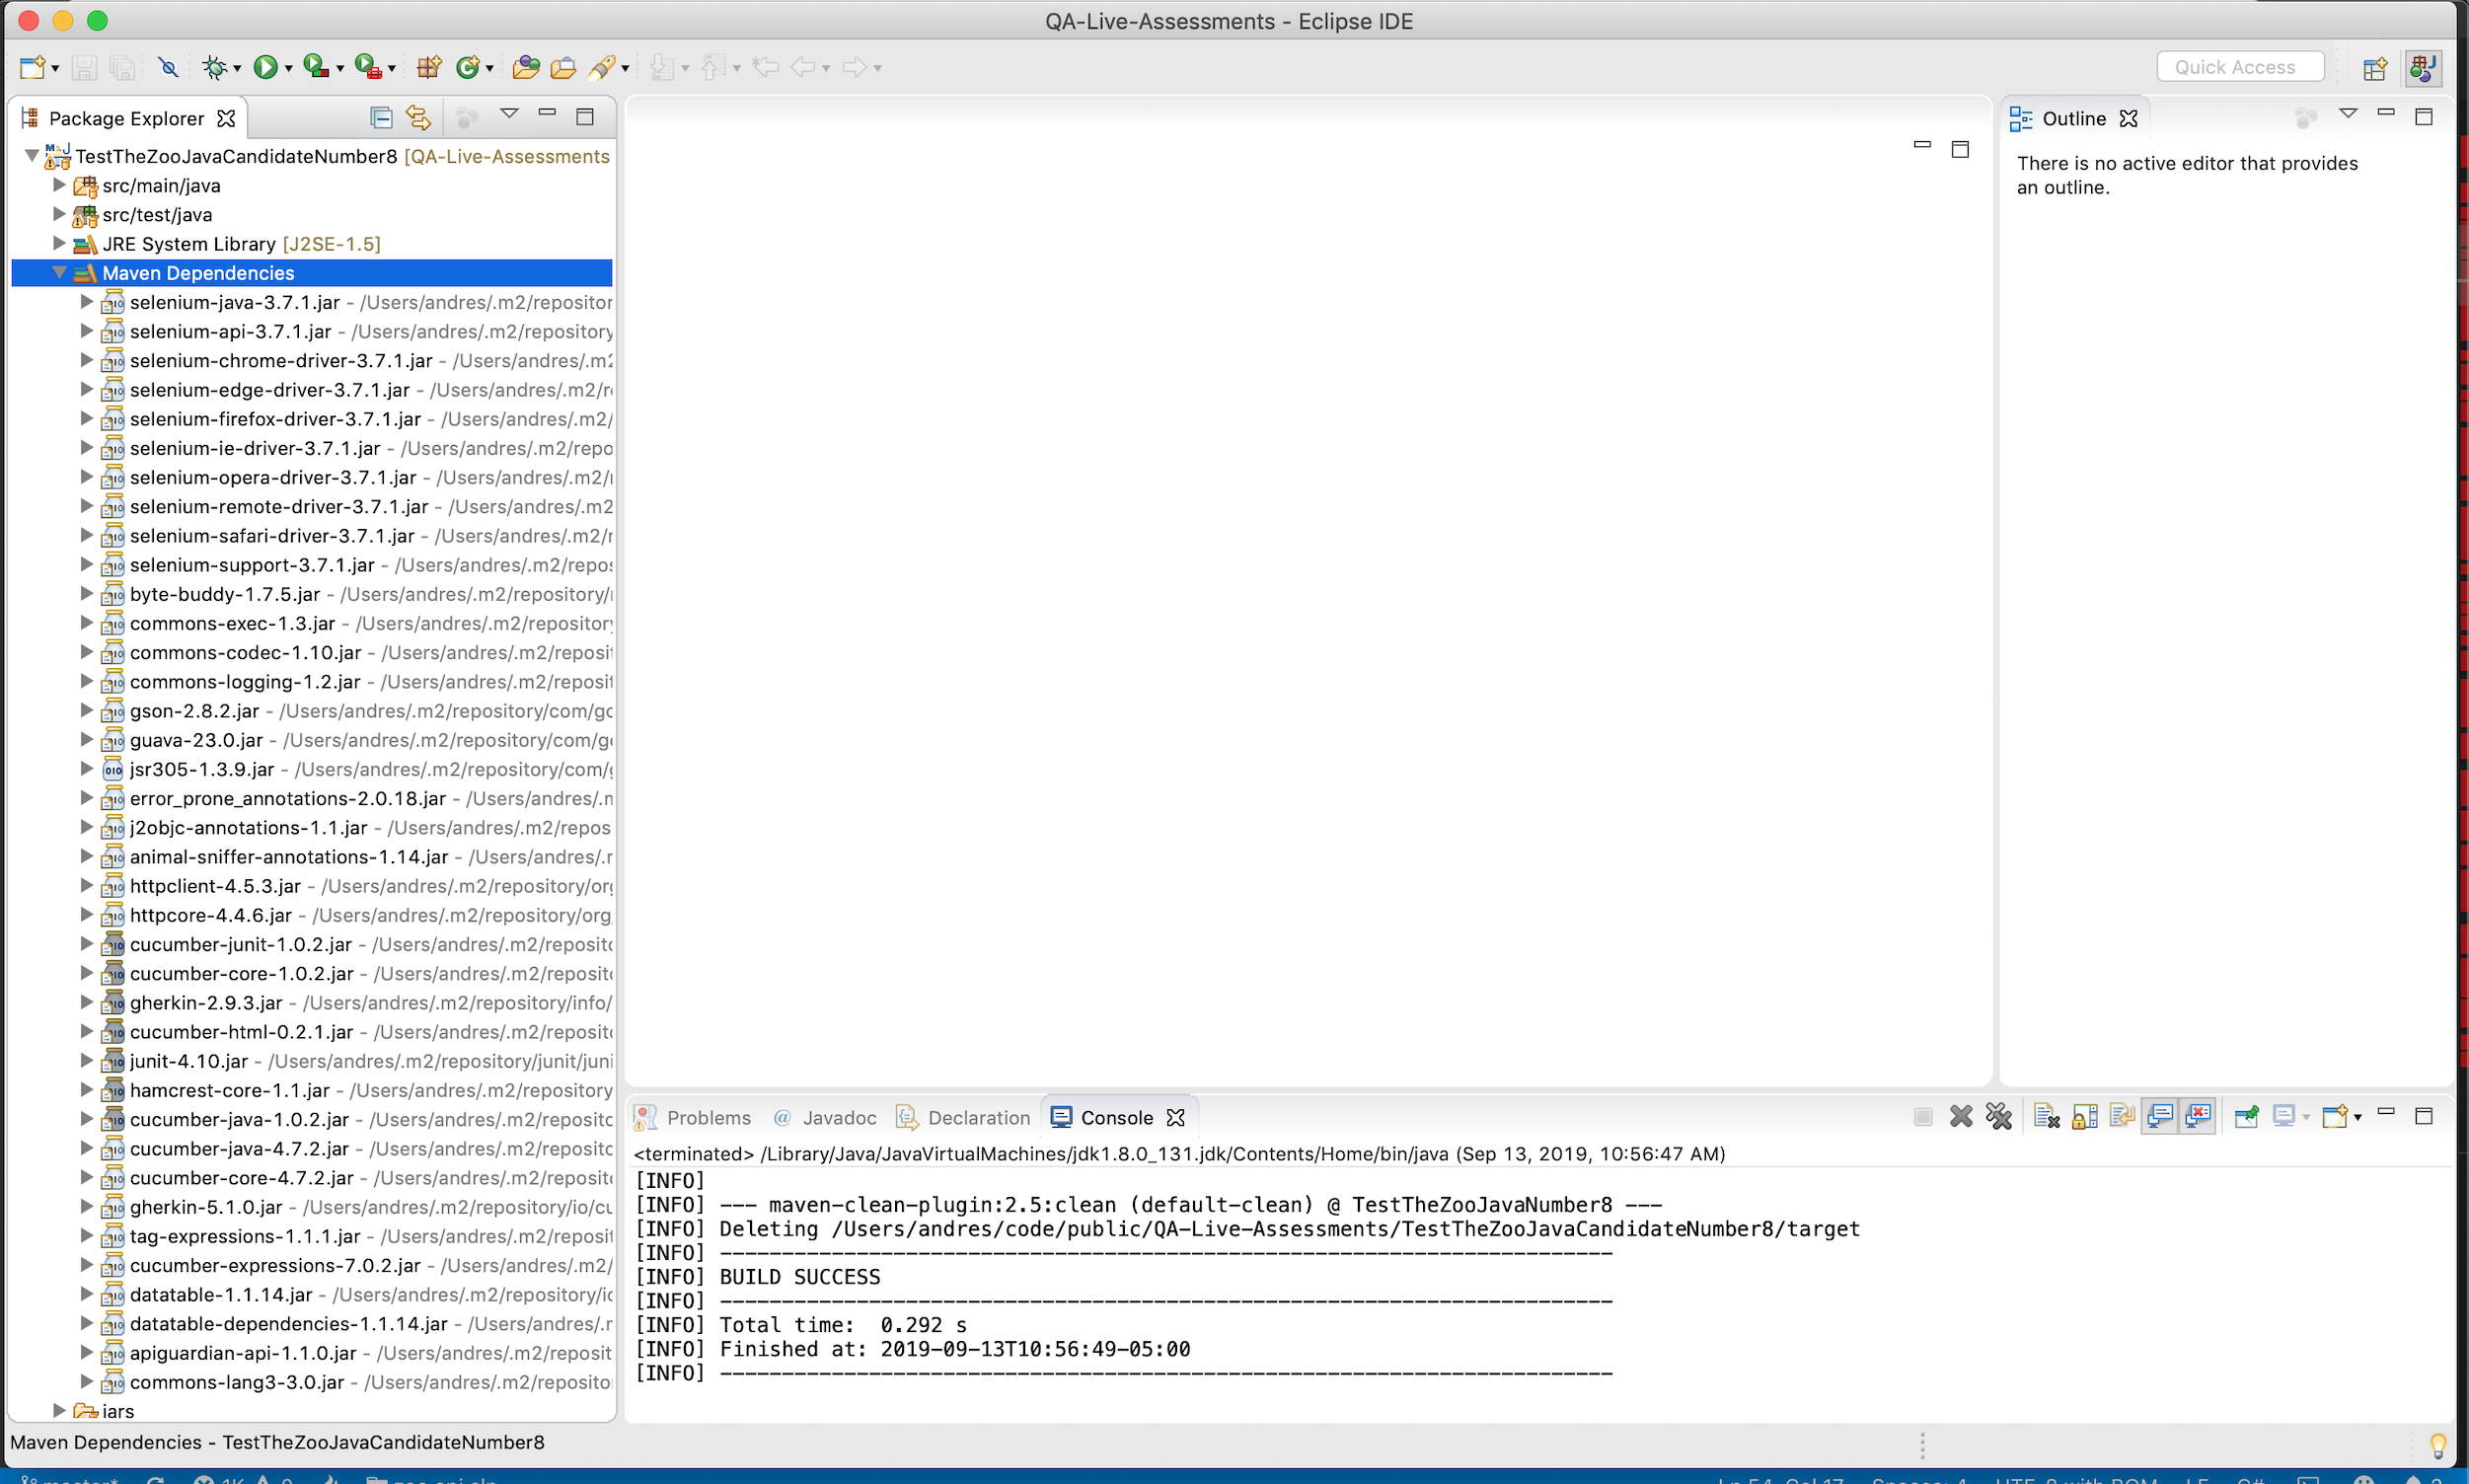 QA-Live-Assessments - Eclipse IDE
Quick Access
Package Explorer
TestTheZooJavaCandidateNumber8 [QA-Live-Assessments
src/main/java
src/test/java
JRE System Library [J2SE-1.5]
Maven Dependencies
selenium-java-3.7.1.jar - /Users/andres/.m2/repositor
selenium-api-3.7.1.jar - /Users/andres/.m2/repository
selenium-chrome-driver-3.7.1.jar - /Users/andres/.m2
selenium-edge-driver-3.7.1.jar - /Users/andres/.m2/r
selenium-firefox-driver-3.7.1.jar - /Users/andres/.m2/
selenium-ie-driver-3.7.1.jar - /Users/andres/.m2/repo
selenium-opera-driver-3.7.1.jar - /Users/andres/.m2/
selenium-remote-driver-3.7.1.jar - /Users/andres/.m2
selenium-safari-driver-3.7.1.jar - /Users/andres/.m2/
selenium-support-3.7.1.jar - /Users/andres/.m2/repos
byte-buddy-1.7.5.jar - /Users/andres/.m2/repository/
commons-exec-1.3.jar - /Users/andres/.m2/repository
commons-codec-1.10.jar - /Users/andres/.m2/reposit
commons-logging-1.2.jar - /Users/andres/.m2/reposit
gson-2.8.2.jar - /Users/andres/.m2/repository/com/go
guava-23.0.jar - /Users/andres/.m2/repository/com/g
jsr305-1.3.9.jar - /Users/andres/.m2/repository/com/g
error_prone_annotations-2.0.18.jar - /Users/andres/.m
j2objc-annotations-1.1.jar - /Users/andres/.m2/repos
animal-sniffer-annotations-1.14.jar - /Users/andres/.r
httpclient-4.5.3.jar - /Users/andres/.m2/repository/org
httpcore-4.4.6.jar - /Users/andres/.m2/repository/org
cucumber-junit-1.0.2.jar - /Users/andres/.m2/reposito
cucumber-core-1.0.2.jar - /Users/andres/.m2/reposit
gherkin-2.9.3.jar - /Users/andres/.m2/repository/info/
cucumber-html-0.2.1.jar - /Users/andres/.m2/reposito
junit-4.10.jar - /Users/andres/.m2/repository/junit/juni
hamcrest-core-1.1.jar - /Users/andres/.m2/repository
cucumber-java-1.0.2.jar - /Users/andres/.m2/reposito
cucumber-java-4.7.2.jar - /Users/andres/.m2/reposito
cucumber-core-4.7.2.jar - /Users/andres/.m2/reposit
gherkin-5.1.0.jar - /Users/andres/.m2/repository/io/cu
tag-expressions-1.1.1.jar - /Users/andres/.m2/reposit
cucumber-expressions-7.0.2.jar - /Users/andres/.m2/
datatable-1.1.14.jar - /Users/andres/.m2/repository/io
datatable-dependencies-1.1.14.jar - /Users/andres/.r
apiguardian-api-1.1.0.jar - /Users/andres/.m2/reposit
commons-lang3-3.0.jar - /Users/andres/.m2/reposito
jars
Outline
There is no active editor that provides
an outline.
Problems @ Javadoc Declaration Console
<terminated> /Library/Java/JavaVirtualMachines/jdk1.8.0_131.jdk/Contents/Home/bin/java (Sep 13, 2019, 10:56:47 AM)
[INFO]
[INFO] --- maven-clean-plugin:2.5:clean (default-clean) @ TestTheZooJavaNumber8 ---
[INFO] Deleting /Users/andres/code/public/QA-Live-Assessments/TestTheZooJavaCandidateNumber8/target
[INFO] ------------------------------------------------------------------------
[INFO] BUILD SUCCESS
[INFO] ------------------------------------------------------------------------
[INFO] Total time:  0.292 s
[INFO] Finished at: 2019-09-13T10:56:49-05:00
[INFO] ------------------------------------------------------------------------
Maven Dependencies - TestTheZooJavaCandidateNumber8